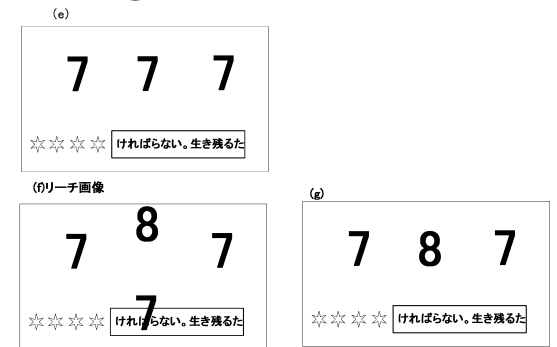 (e)
7 7 7
☆☆☆☆ ければらない。生き残るた
(f)リーチ画像
8
7 7
7
☆☆☆☆ ければらない。生き残るた
(g)
7 8 7
☆☆☆☆ ければらない。生き残るた